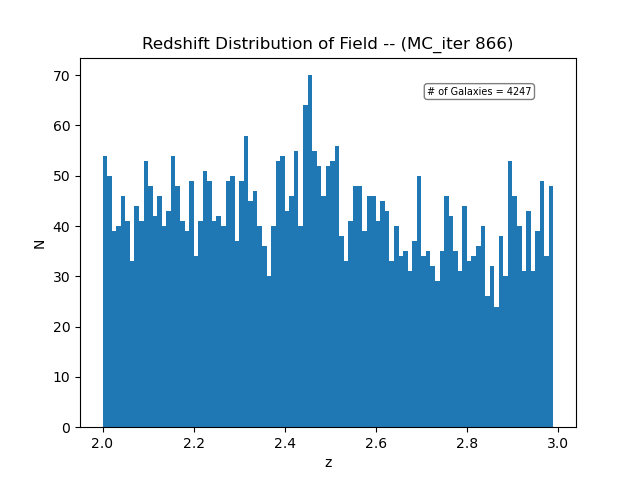 Redshift Distribution of Field -- (MC_iter 866)
# of Galaxies = 4247
70
60
50
40
30
20
10
0
N
2.0 2.2 2.4 2.6 2.8 3.0
z